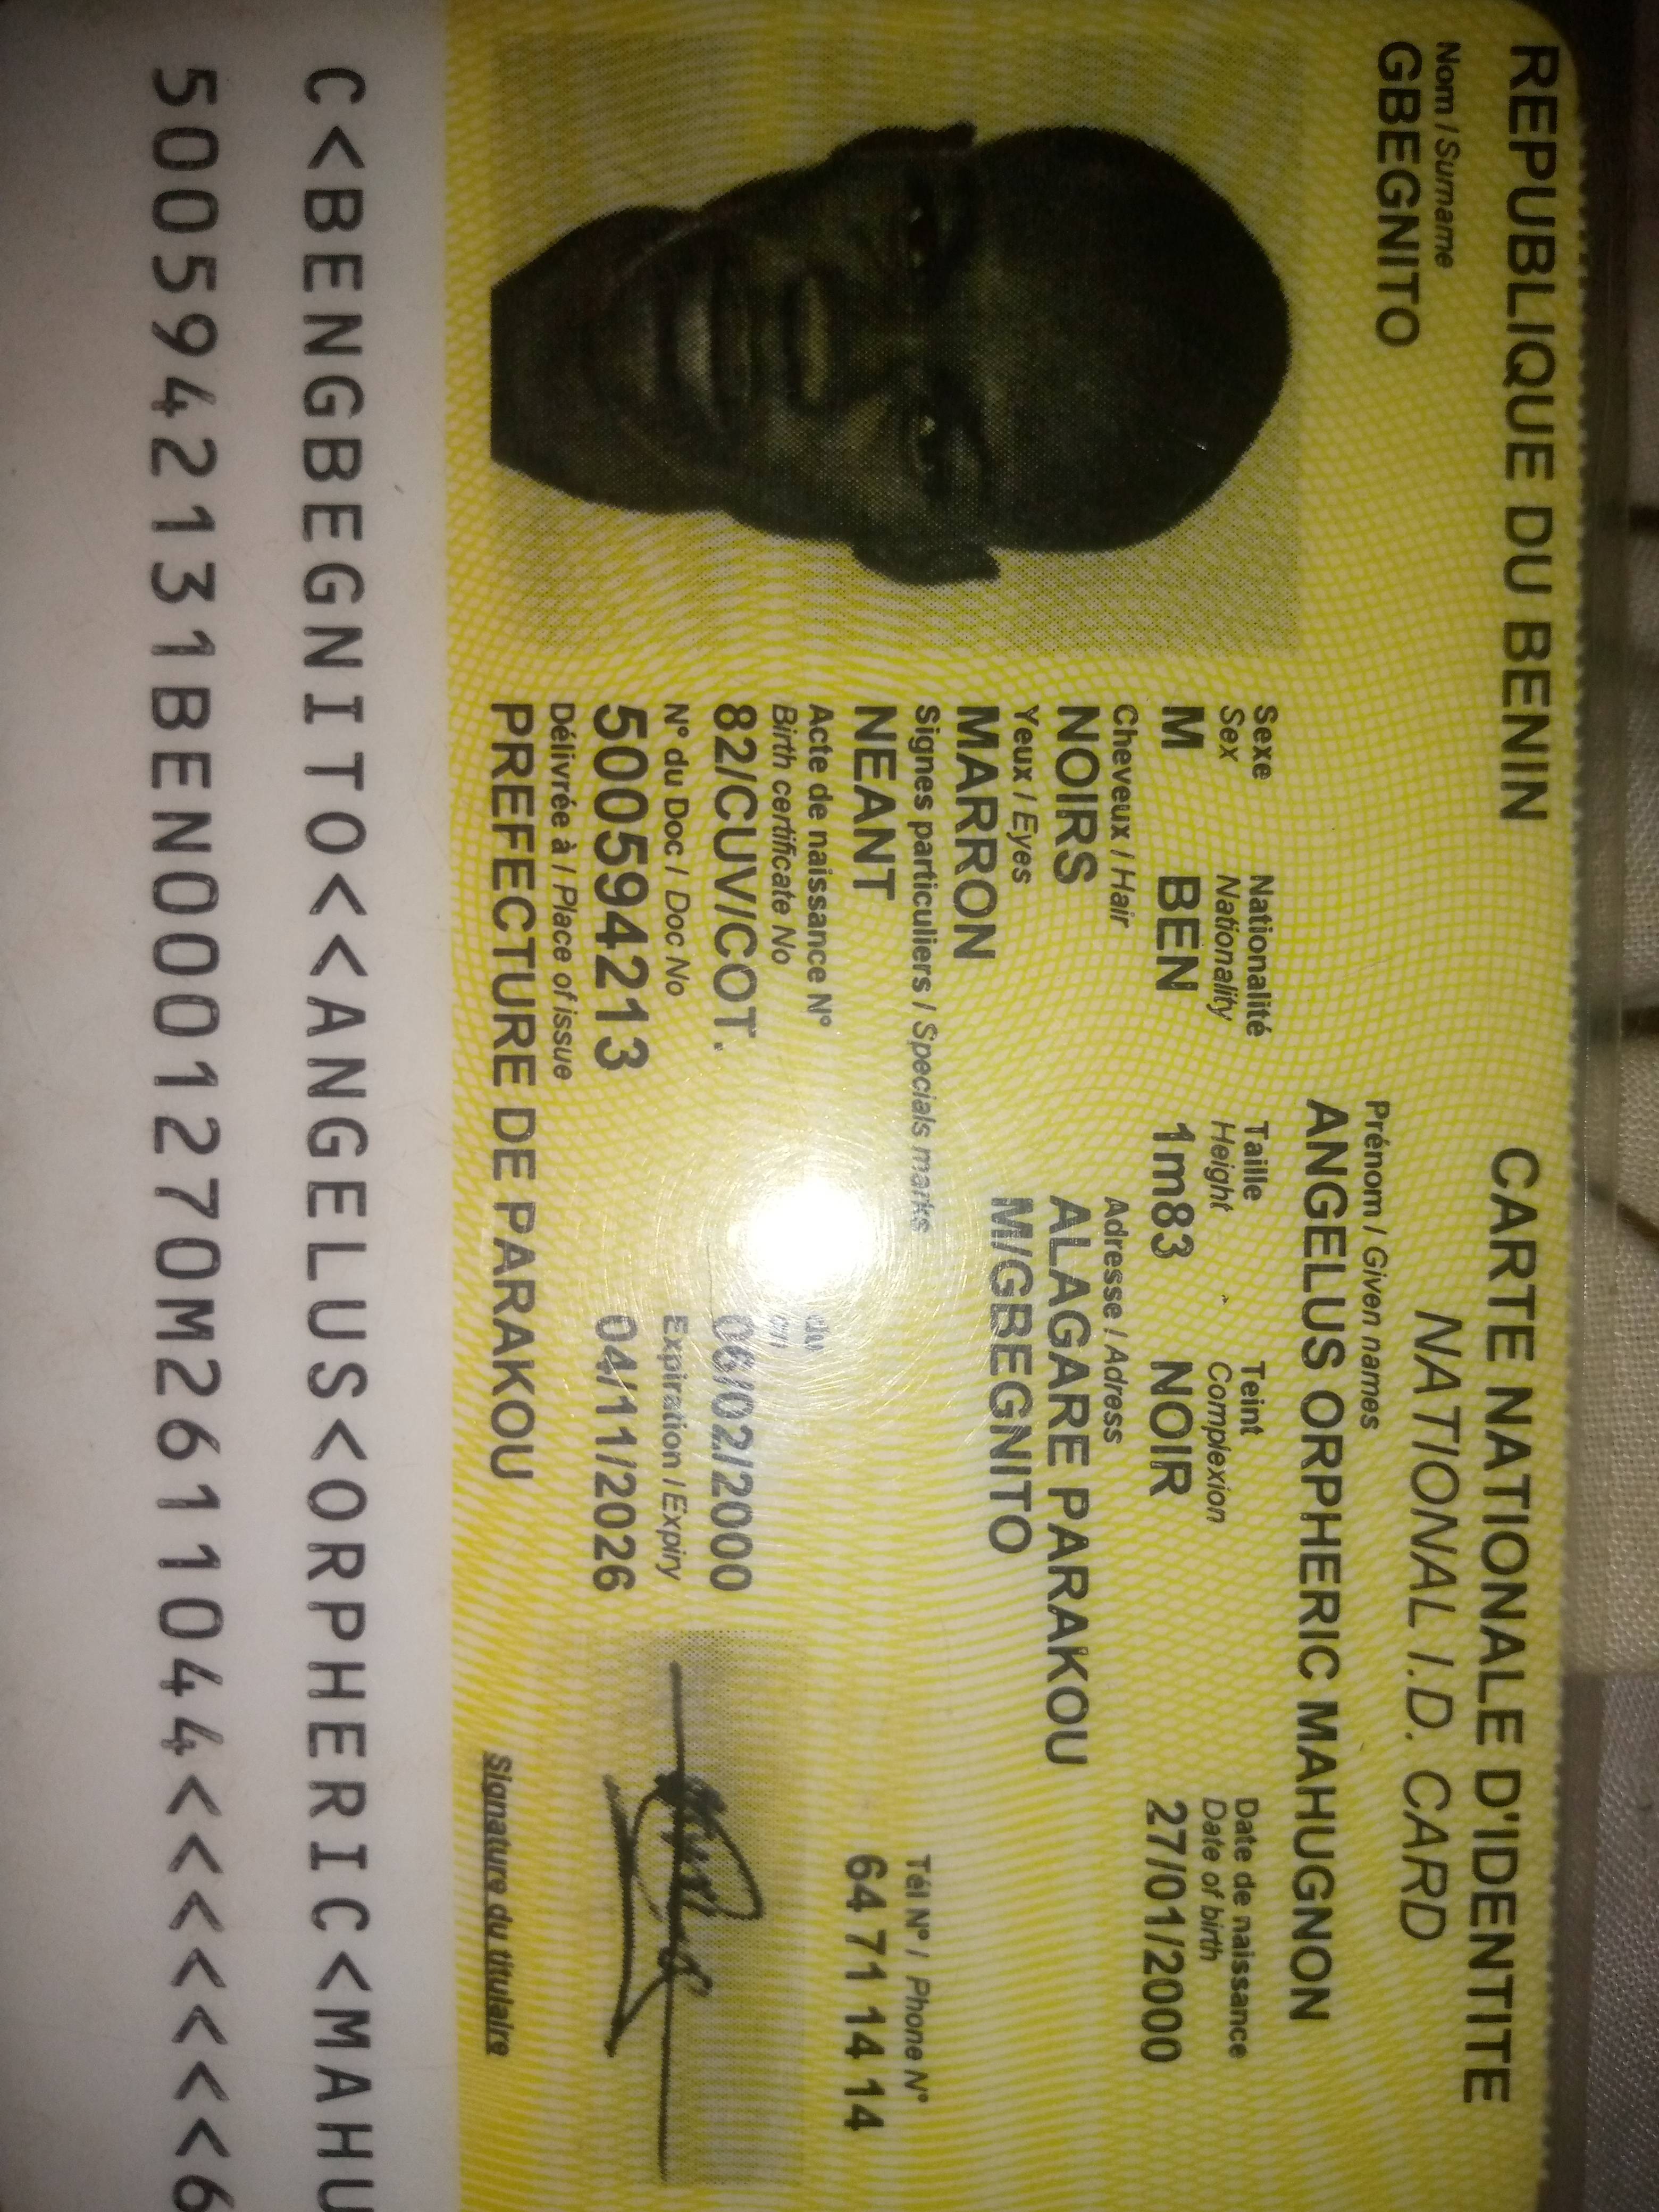 REPUBLIQUE DU BENIN
CARTE NATIONALE D'IDENTITE
NATIONAL I.D. CARD
Nom / Surname
GBEGNITO
Prénom / Given names
ANGELUS ORPHERIC MAHUGNON
Sexe Nationalité Taille Teint Date de naissance
Sex Nationality Height Complexion Date of birth
M BEN 1m83 NOIR 27/01/2000
Cheveux / Hair Adresse / Adress
NOIRS ALAGARE PARAKOU
Yeux / Eyes
MARRON M/GBEGNITO
Signes particuliers / Specials marks Tél N° / Phone N°
NEANT 64 71 14 14
Acte de naissance N° du
Birth certificate No on
82/CUV/COT. 06/02/2000
N° du Doc / Doc No Expiration / Expiry
500594213 04/11/2026
Délivrée à / Place of issue
PREFECTURE DE PARAKOU
Signature du titulaire
C<BENGBEGNITO<<ANGELUS<ORPHERIC<MAHU
5005942131BEN0001270M2611044<<<<<<<6